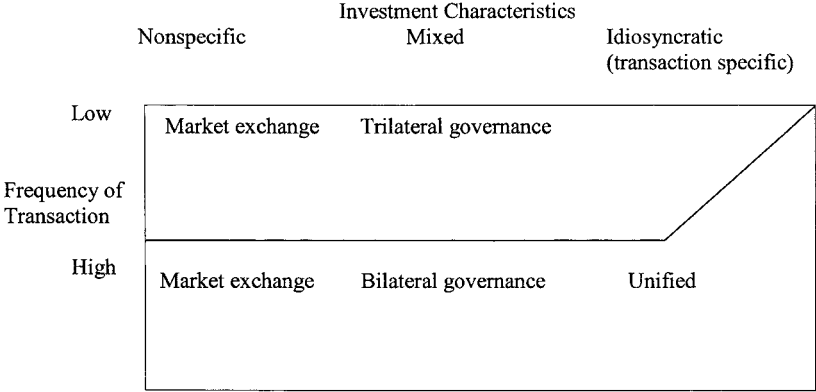 Investment Characteristics
Nonspecific Mixed Idiosyncratic
(transaction specific)
Low
Market exchange Trilateral governance
Frequency of
Transaction
High
Market exchange Bilateral governance Unified